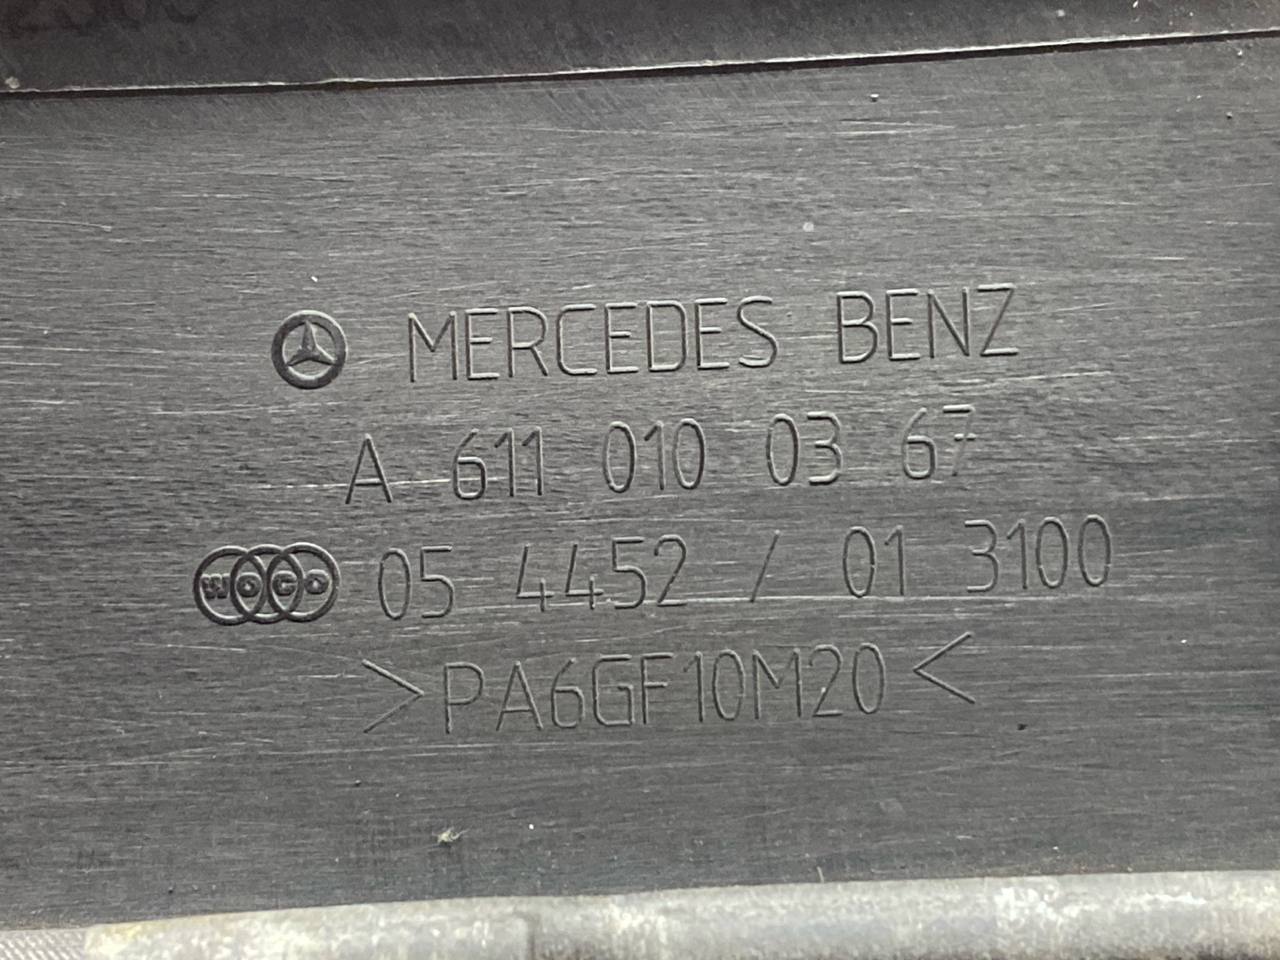 MERCEDES BENZ
A 611 010 03 67
WOCO 05 4452 / 01 3100
>PA6GF10M20<